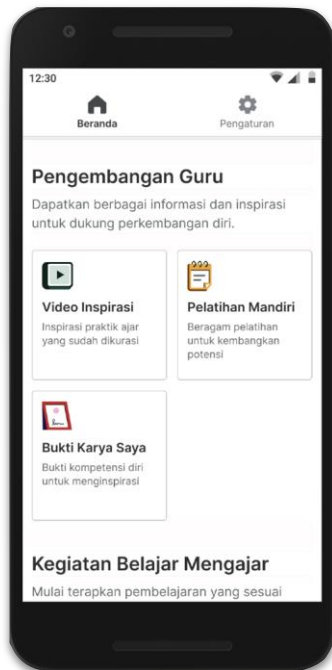 12:30
Beranda
Pengaturan
Pengembangan Guru
Dapatkan berbagai informasi dan inspirasi
untuk dukung perkembangan diri.
Video Inspirasi
Inspirasi praktik ajar
yang sudah dikurasi
Pelatihan Mandiri
Beragam pelatihan
untuk kembangkan
potensi
Bukti Karya Saya
Bukti kompetensi diri
untuk menginspirasi
Kegiatan Belajar Mengajar
Mulai terapkan pembelajaran yang sesuai